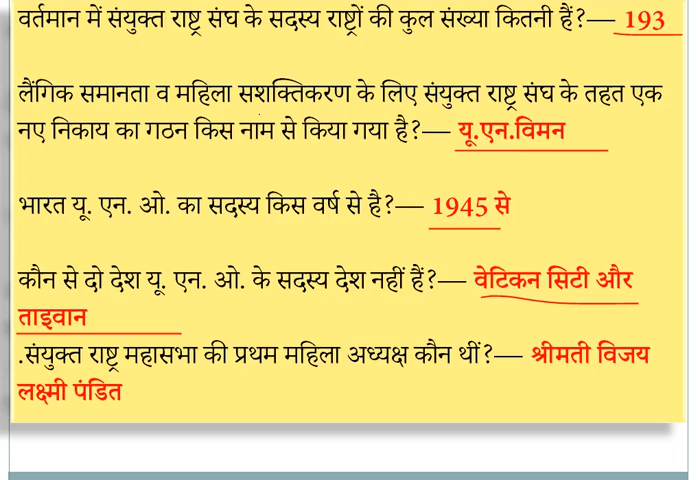 वर्तमान में संयुक्त राष्ट्र संघ के सदस्य राष्ट्रों की कुल संख्या कितनी हैं?— 193
लैंगिक समानता व महिला सशक्तिकरण के लिए संयुक्त राष्ट्र संघ के तहत एक
नए निकाय का गठन किस नाम से किया गया है?— यू.एन.विमन
भारत यू. एन. ओ. का सदस्य किस वर्ष से है?— 1945 से
कौन से दो देश यू. एन. ओ. के सदस्य देश नहीं हैं?— वेटिकन सिटी और
ताइवान
.संयुक्त राष्ट्र महासभा की प्रथम महिला अध्यक्ष कौन थीं?— श्रीमती विजय
लक्ष्मी पंडित